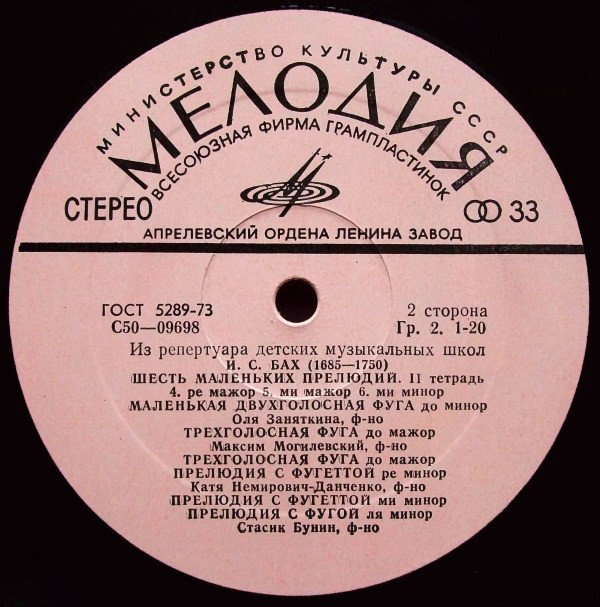 МИНИСТЕРСТВО КУЛЬТУРЫ СССР
МЕЛОДИЯ
ВСЕСОЮЗНАЯ ФИРМА ГРАМПЛАСТИНОК
СТЕРЕО
33
АПРЕЛЕВСКИЙ ОРДЕНА ЛЕНИНА ЗАВОД
ГОСТ 5289-73
2 сторона
С50—09698
Гр. 2. 1-20
Из репертуара детских музыкальных школ
И. С. БАХ (1685—1750)
ШЕСТЬ МАЛЕНЬКИХ ПРЕЛЮДИЙ. II тетрадь
4. ре мажор 5. ми мажор 6. ми минор
МАЛЕНЬКАЯ ДВУХГОЛОСНАЯ ФУГА до минор
Оля Заняткина, ф-но
ТРЕХГОЛОСНАЯ ФУГА до мажор
Максим Могилевский, ф-но
ТРЕХГОЛОСНАЯ ФУГА до мажор
ПРЕЛЮДИЯ С ФУГЕТТОЙ ре минор
Катя Немирович-Данченко, ф-но
ПРЕЛЮДИЯ С ФУГЕТТОЙ ми минор
ПРЕЛЮДИЯ С ФУГОЙ ля минор
Стасик Бунин, ф-но